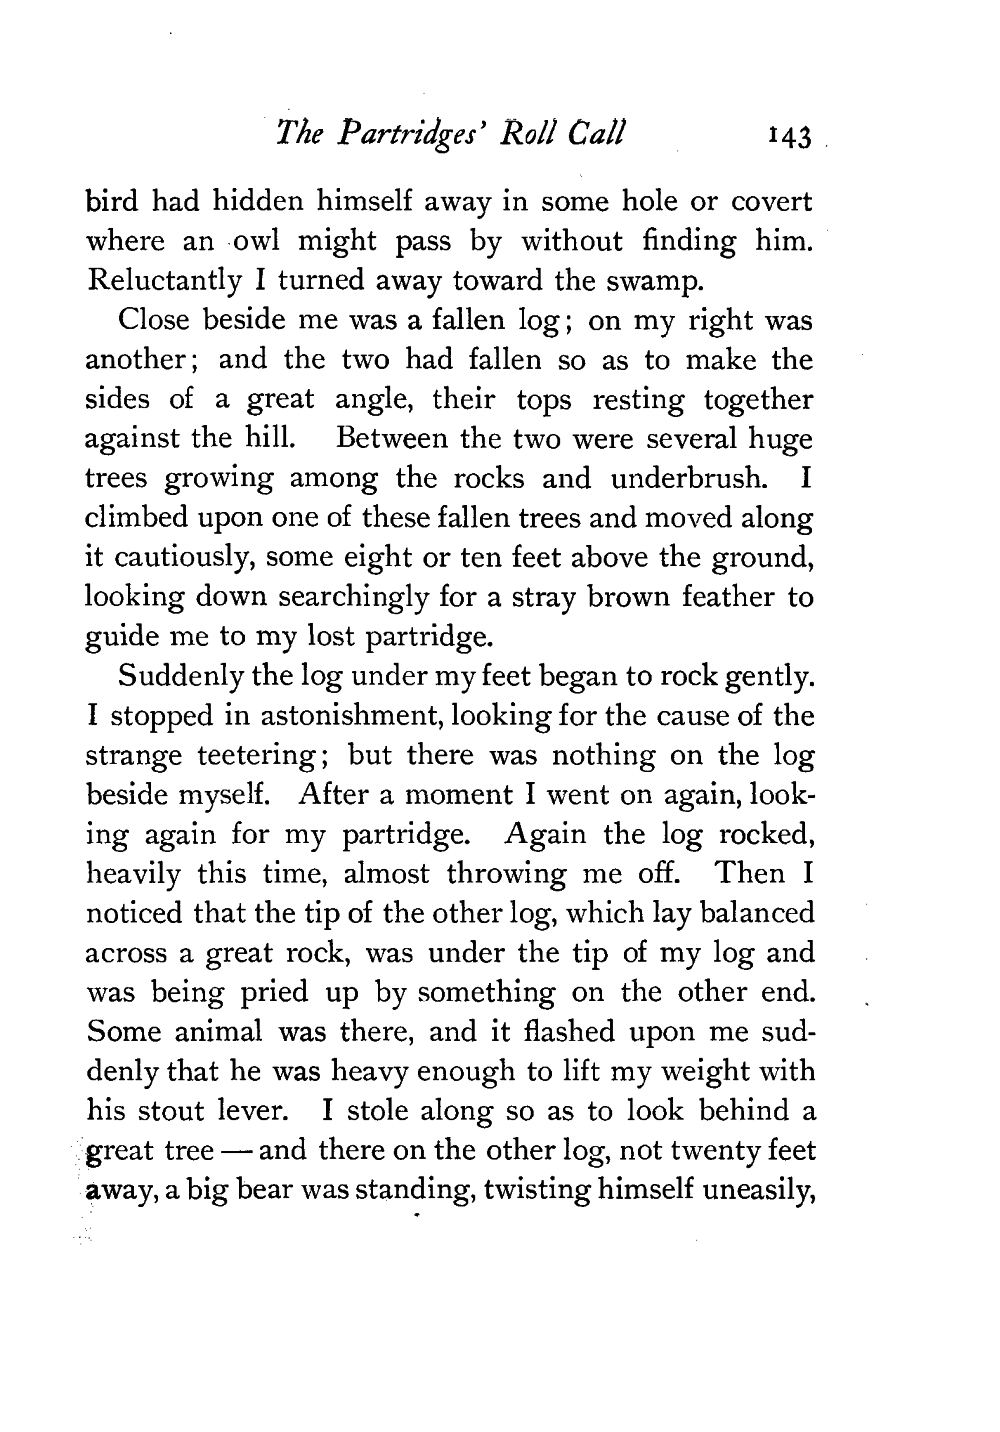 The Partridges' Roll Call 143
bird had hidden himself away in some hole or covert
where an owl might pass by without finding him.
Reluctantly I turned away toward the swamp.
Close beside me was a fallen log; on my right was
another; and the two had fallen so as to make the
sides of a great angle, their tops resting together
against the hill. Between the two were several huge
trees growing among the rocks and underbrush. I
climbed upon one of these fallen trees and moved along
it cautiously, some eight or ten feet above the ground,
looking down searchingly for a stray brown feather to
guide me to my lost partridge.
Suddenly the log under my feet began to rock gently.
I stopped in astonishment, looking for the cause of the
strange teetering; but there was nothing on the log
beside myself. After a moment I went on again, look-
ing again for my partridge. Again the log rocked,
heavily this time, almost throwing me off. Then I
noticed that the tip of the other log, which lay balanced
across a great rock, was under the tip of my log and
was being pried up by something on the other end.
Some animal was there, and it flashed upon me sud-
denly that he was heavy enough to lift my weight with
his stout lever. I stole along so as to look behind a
great tree — and there on the other log, not twenty feet
away, a big bear was standing, twisting himself uneasily,